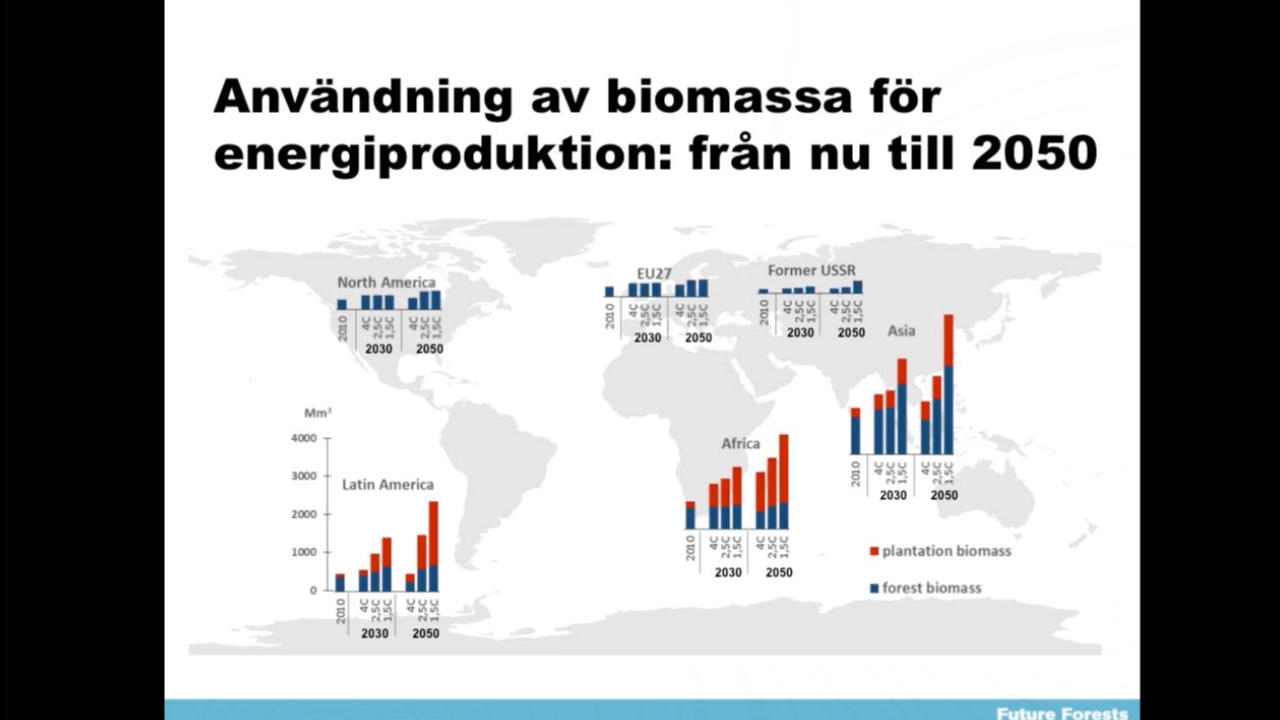 Användning av biomassa för
energiproduktion: från nu till 2050
North America
2010 4C 2,5C 1,5C 4C 2,5C 1,5C
2030 2050
EU27
2010 4C 2,5C 1,5C 4C 2,5C 1,5C
2030 2050
Former USSR
2010 4C 2,5C 1,5C 4C 2,5C 1,5C
2030 2050
Asia
2010 4C 2,5C 1,5C 4C 2,5C 1,5C
2030 2050
Mm³
4000
3000
2000
1000
0
Latin America
2010 4C 2,5C 1,5C 4C 2,5C 1,5C
2030 2050
Africa
2010 4C 2,5C 1,5C 4C 2,5C 1,5C
2030 2050
plantation biomass
forest biomass
Future Forests